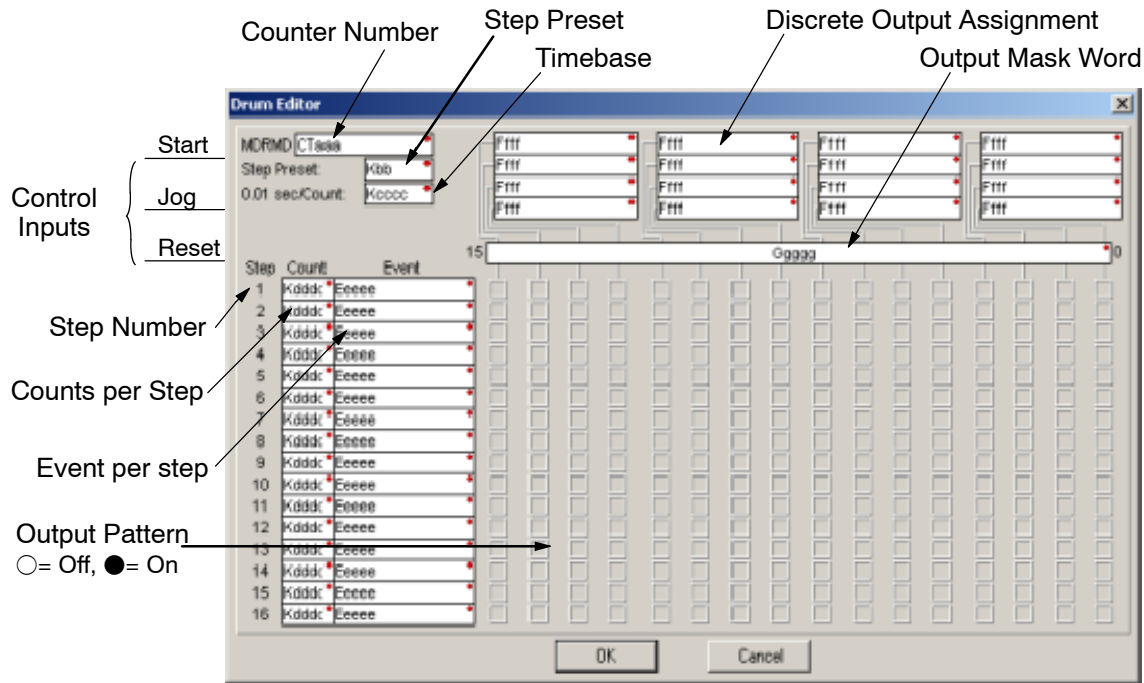 Counter Number
Step Preset
Timebase
Discrete Output Assignment
Output Mask Word
Drum Editor
Start
Control Inputs
Jog
Reset
MDRMD CTaaa
Step Preset: Kbb
0.01 sec/Count: Kcccc
Ffff Ffff Ffff Ffff
Ffff Ffff Ffff Ffff
Ffff Ffff Ffff Ffff
Ffff Ffff Ffff Ffff
15 Ggggg 0
Step Count Event
1 Kdddc Eeeee
2 Kdddc Eeeee
3 Kdddc Eeeee
4 Kdddc Eeeee
5 Kdddc Eeeee
6 Kdddc Eeeee
7 Kdddc Eeeee
8 Kdddc Eeeee
9 Kdddc Eeeee
10 Kdddc Eeeee
11 Kdddc Eeeee
12 Kdddc Eeeee
13 Kdddc Eeeee
14 Kdddc Eeeee
15 Kdddc Eeeee
16 Kdddc Eeeee
Step Number
Counts per Step
Event per step
Output Pattern
○= Off, ●= On
OK Cancel